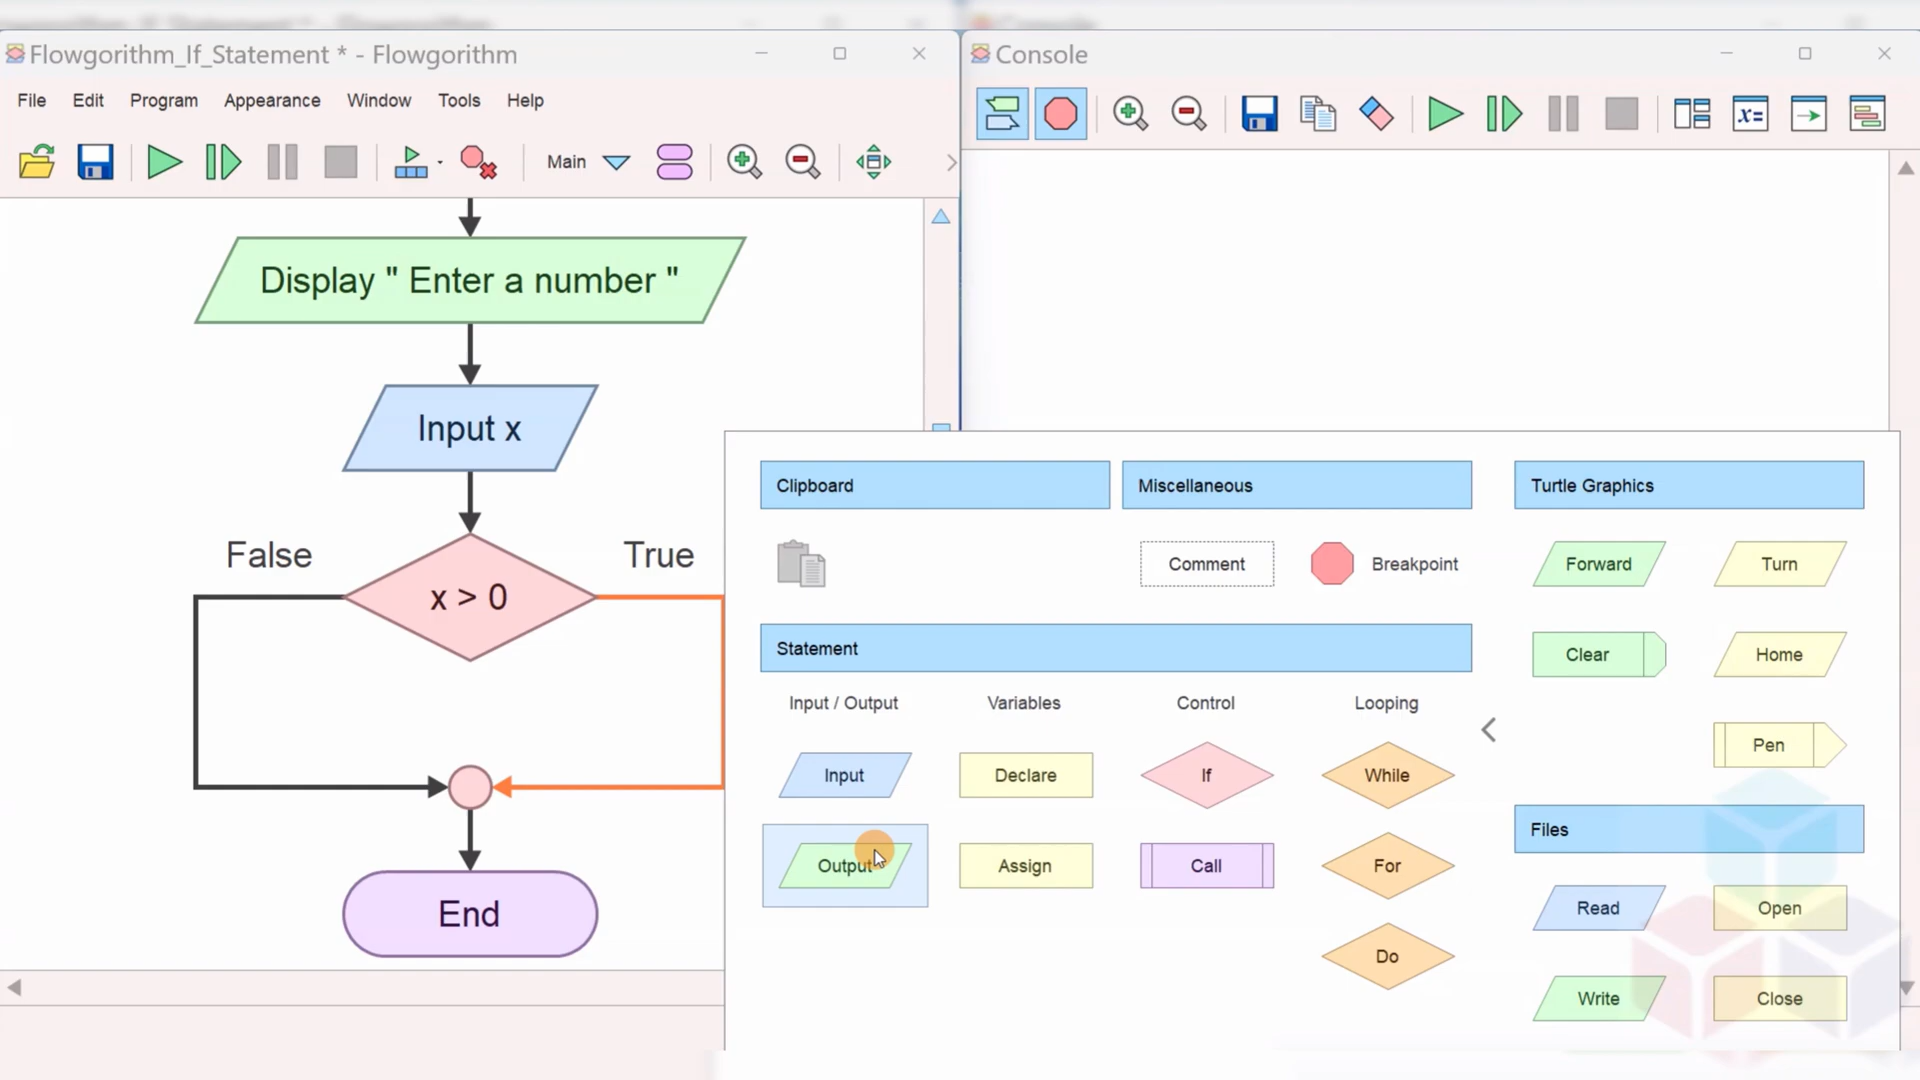 Flowgorithm_If_Statement * - Flowgorithm
File Edit Program Appearance Window Tools Help
Main
Display " Enter a number "
Input x
False
True
x > 0
End
Console
x=
Clipboard
Miscellaneous
Comment
Breakpoint
Statement
Input / Output
Variables
Control
Looping
Input
Declare
If
While
Output
Assign
Call
For
Do
Turtle Graphics
Forward
Turn
Clear
Home
Pen
Files
Read
Open
Write
Close